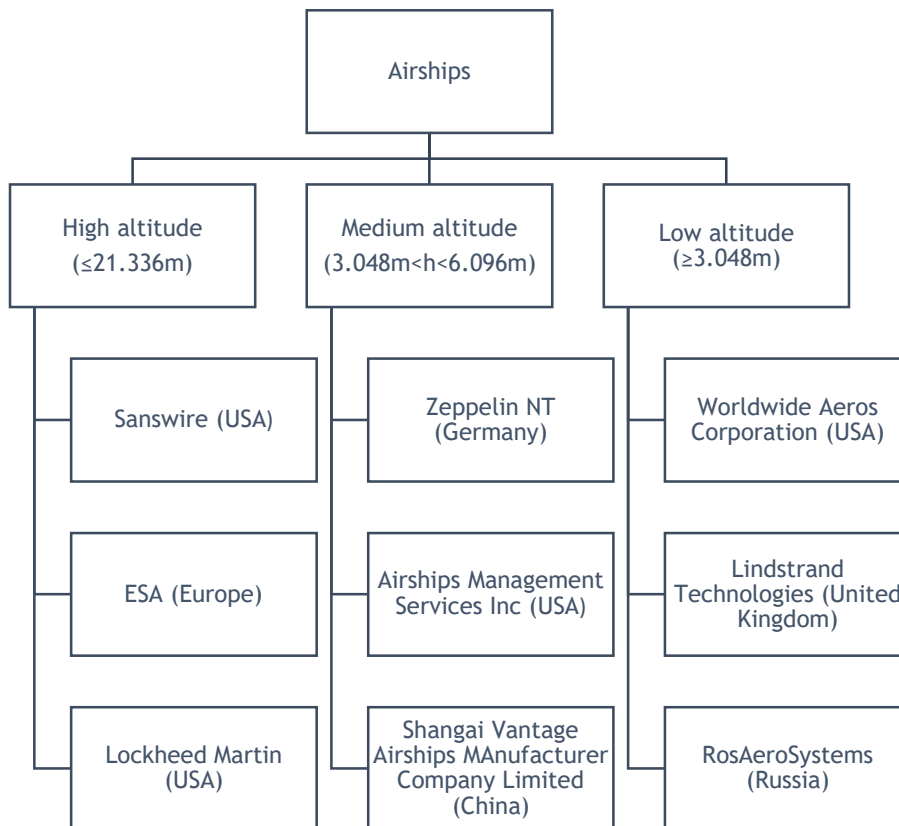 Airships
High altitude
(≤21.336m)
Medium altitude
(3.048m<h<6.096m)
Low altitude
(≥3.048m)
Sanswire (USA)
Zeppelin NT
(Germany)
Worldwide Aeros
Corporation (USA)
ESA (Europe)
Airships Management
Services Inc (USA)
Lindstrand
Technologies (United
Kingdom)
Lockheed Martin
(USA)
Shangai Vantage
Airships MAnufacturer
Company Limited
(China)
RosAeroSystems
(Russia)